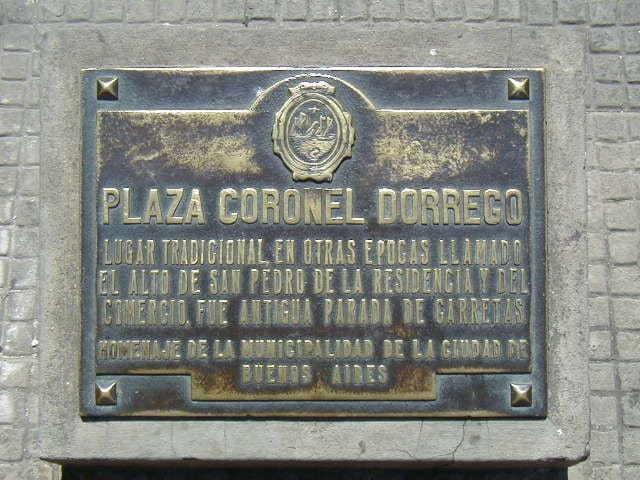 PLAZA CORONEL DORREGO
LUGAR TRADICIONAL, EN OTRAS EPOCAS LLAMADO
EL ALTO DE SAN PEDRO DE LA RESIDENCIA Y DEL
COMERCIO, FUE ANTIGUA PARADA DE CARRETAS
HOMENAJE DE LA MUNICIPALIDAD DE LA CIUDAD DE
BUENOS AIRES